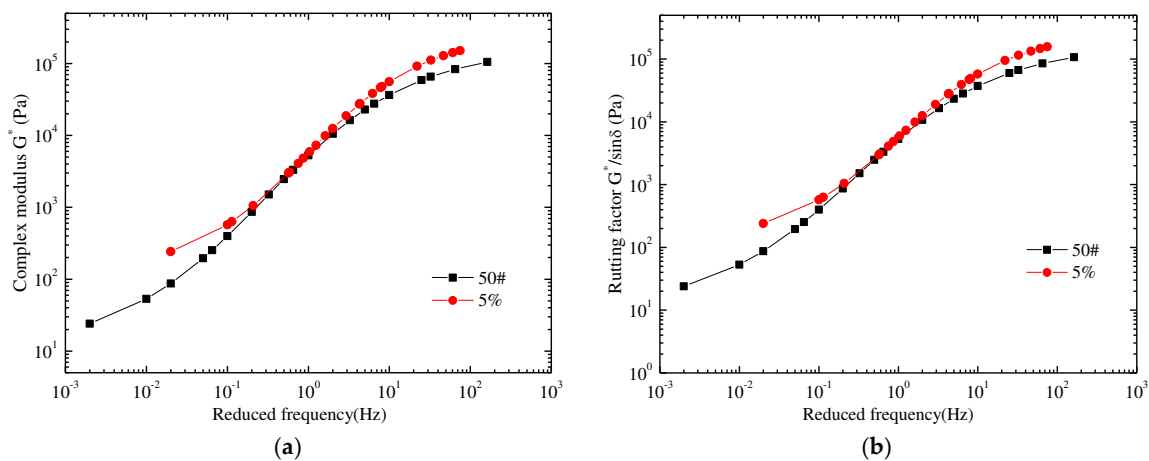 Complex modulus G* (Pa)
10^5
10^4
10^3
10^2
10^1
50#
5%
10^-3 10^-2 10^-1 10^0 10^1 10^2 10^3
Reduced frequency(Hz)
(a)
Rutting factor G*/sinδ (Pa)
10^5
10^4
10^3
10^2
10^1
10^0
50#
5%
10^-3 10^-2 10^-1 10^0 10^1 10^2 10^3
Reduced frequency(Hz)
(b)